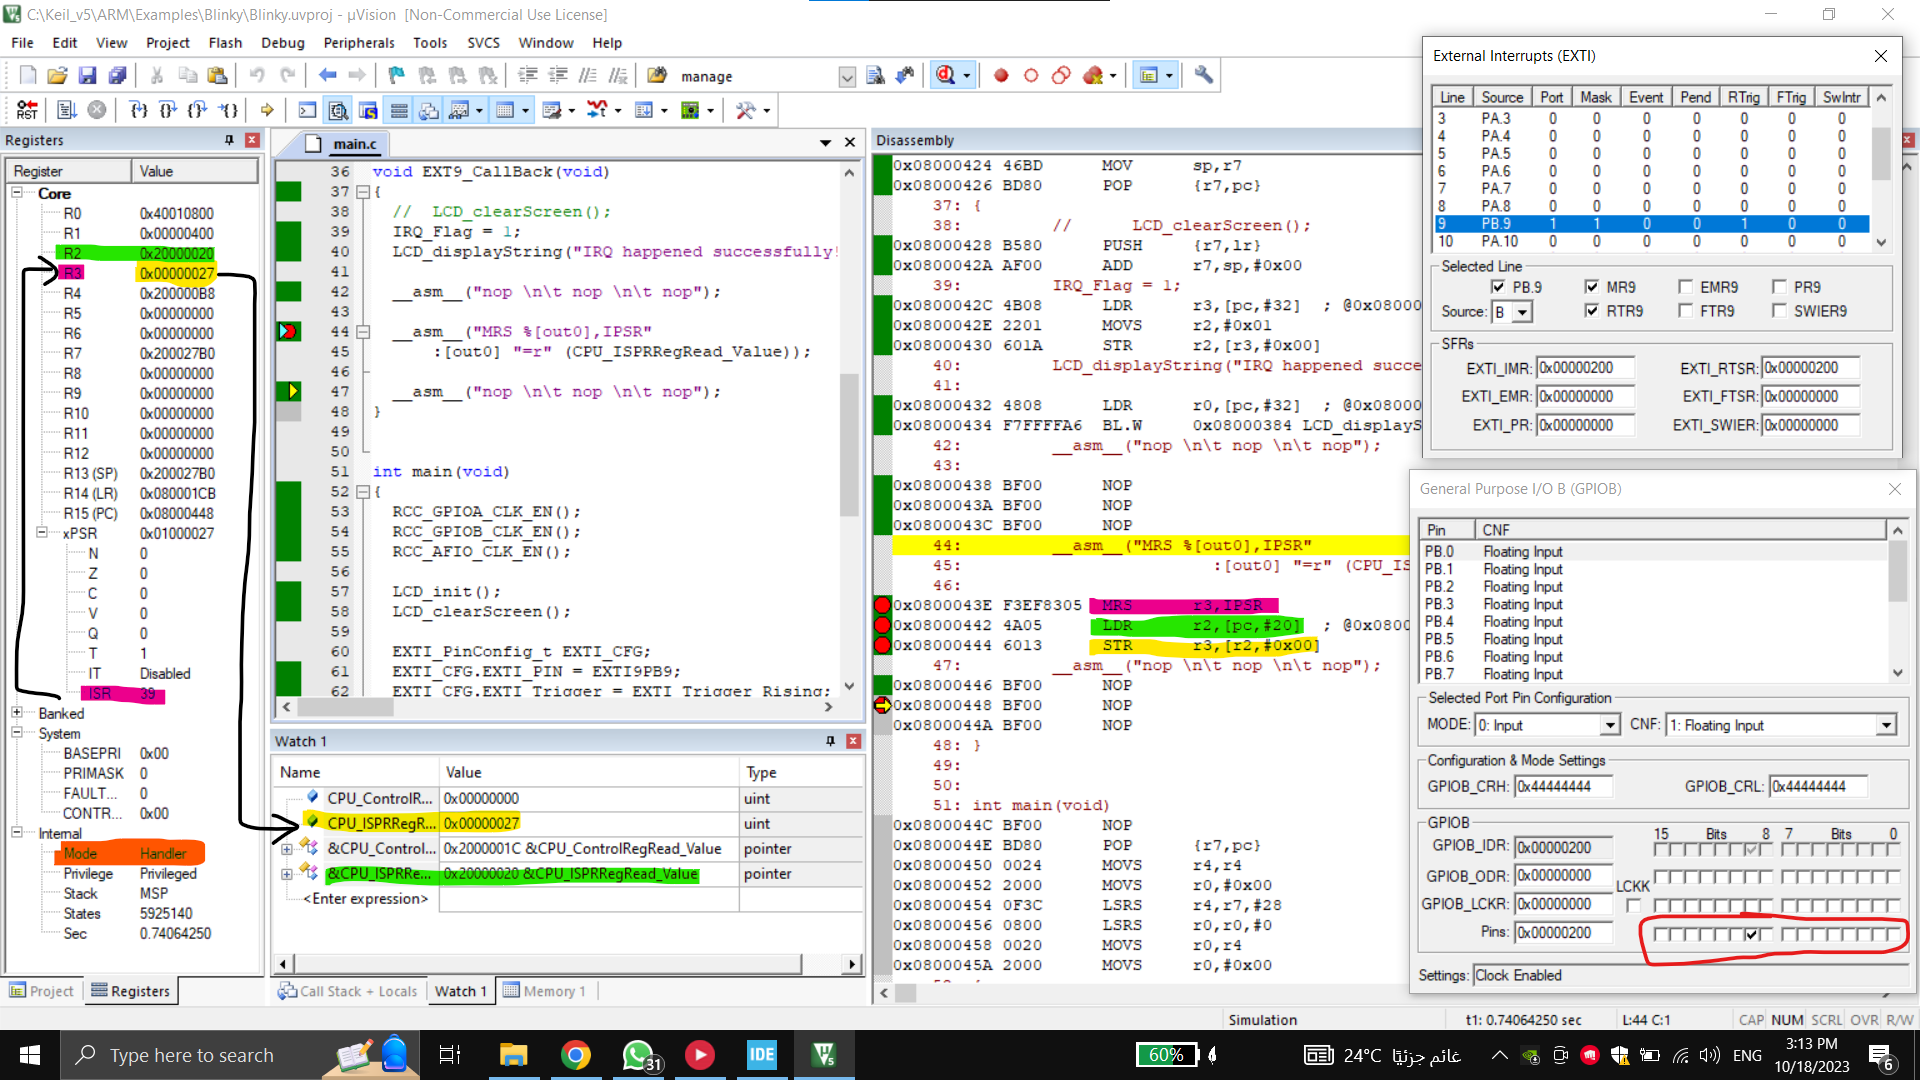 C:\Keil_v5\ARM\Examples\Blinky\Blinky.uvproj - µVision  [Non-Commercial Use License]
File Edit View Project Flash Debug Peripherals Tools SVCS Window Help
manage
RST
Registers
Register Value
Core
R0 0x40010800
R1 0x00000400
R2 0x20000020
R3 0x00000027
R4 0x200000B8
R5 0x00000000
R6 0x00000000
R7 0x200027B0
R8 0x00000000
R9 0x00000000
R10 0x00000000
R11 0x00000000
R12 0x00000000
R13 (SP) 0x200027B0
R14 (LR) 0x080001CB
R15 (PC) 0x08000448
xPSR 0x01000027
N 0
Z 0
C 0
V 0
Q 0
T 1
IT Disabled
ISR 39
Banked
System
BASEPRI 0x00
PRIMASK 0
FAULT... 0
CONTR... 0x00
Internal
Mode Handler
Privilege Privileged
Stack MSP
States 5925140
Sec 0.74064250
Project Registers
main.c
36 void EXT9_CallBack(void)
37 {
38 //  LCD_clearScreen();
39 IRQ_Flag = 1;
40 LCD_displayString("IRQ happened successfully!
41
42 __asm__("nop \n\t nop \n\t nop");
43
44 __asm__("MRS %[out0],IPSR"
45 :[out0] "=r" (CPU_ISPRRegRead_Value));
46
47 __asm__("nop \n\t nop \n\t nop");
48 }
49
50
51 int main(void)
52 {
53 RCC_GPIOA_CLK_EN();
54 RCC_GPIOB_CLK_EN();
55 RCC_AFIO_CLK_EN();
56
57 LCD_init();
58 LCD_clearScreen();
59
60 EXTI_PinConfig_t EXTI_CFG;
61 EXTI_CFG.EXTI_PIN = EXTI9PB9;
62 EXTI_CFG.EXTI_Trigger = EXTI_Trigger_Rising;
Watch 1
Name Value Type
CPU_ControlR... 0x00000000 uint
CPU_ISPRRegR... 0x00000027 uint
&CPU_Control... 0x2000001C &CPU_ControlRegRead_Value pointer
&CPU_ISPRRe... 0x20000020 &CPU_ISPRRegRead_Value pointer
<Enter expression>
Call Stack + Locals Watch 1 Memory 1
Disassembly
0x08000424 46BD MOV sp,r7
0x08000426 BD80 POP {r7,pc}
37: {
38: // LCD_clearScreen();
0x08000428 B580 PUSH {r7,lr}
0x0800042A AF00 ADD r7,sp,#0x00
39: IRQ_Flag = 1;
0x0800042C 4B08 LDR r3,[pc,#32] ; @0x08000
0x0800042E 2201 MOVS r2,#0x01
0x08000430 601A STR r2,[r3,#0x00]
40: LCD_displayString("IRQ happened succe
41:
0x08000432 4808 LDR r0,[pc,#32] ; @0x08000
0x08000434 F7FFFFA6 BL.W 0x08000384 LCD_displayS
42: __asm__("nop \n\t nop \n\t nop");
43:
0x08000438 BF00 NOP
0x0800043A BF00 NOP
0x0800043C BF00 NOP
44: __asm__("MRS %[out0],IPSR"
45: :[out0] "=r" (CPU_IS
46:
0x0800043E F3EF8305 MRS r3,IPSR
0x08000442 4A05 LDR r2,[pc,#20] ; @0x08000
0x08000444 6013 STR r3,[r2,#0x00]
47: __asm__("nop \n\t nop \n\t nop");
0x08000446 BF00 NOP
0x08000448 BF00 NOP
0x0800044A BF00 NOP
48: }
49:
50:
51: int main(void)
0x0800044C BF00 NOP
0x0800044E BD80 POP {r7,pc}
0x08000450 0024 MOVS r4,r4
0x08000452 2000 MOVS r0,#0x00
0x08000454 0F3C LSRS r4,r7,#28
0x08000456 0800 LSRS r0,r0,#0
0x08000458 0020 MOVS r0,r4
0x0800045A 2000 MOVS r0,#0x00
External Interrupts (EXTI)
Line Source Port Mask Event Pend RTrig FTrig SwIntr
3 PA.3 0 0 0 0 0 0 0
4 PA.4 0 0 0 0 0 0 0
5 PA.5 0 0 0 0 0 0 0
6 PA.6 0 0 0 0 0 0 0
7 PA.7 0 0 0 0 0 0 0
8 PA.8 0 0 0 0 0 0 0
9 PB.9 1 1 0 0 1 0 0
10 PA.10 0 0 0 0 0 0 0
Selected Line
PB.9 MR9 EMR9 PR9
Source: B RTR9 FTR9 SWIER9
SFRs
EXTI_IMR: 0x00000200 EXTI_RTSR: 0x00000200
EXTI_EMR: 0x00000000 EXTI_FTSR: 0x00000000
EXTI_PR: 0x00000000 EXTI_SWIER: 0x00000000
General Purpose I/O B (GPIOB)
Pin CNF
PB.0 Floating Input
PB.1 Floating Input
PB.2 Floating Input
PB.3 Floating Input
PB.4 Floating Input
PB.5 Floating Input
PB.6 Floating Input
PB.7 Floating Input
Selected Port Pin Configuration
MODE: 0: Input CNF: 1: Floating Input
Configuration & Mode Settings
GPIOB_CRH: 0x44444444 GPIOB_CRL: 0x44444444
GPIOB 15 Bits 8 7 Bits 0
GPIOB_IDR: 0x00000200
GPIOB_ODR: 0x00000000 LCKK
GPIOB_LCKR: 0x00000000
Pins: 0x00000200
Settings: Clock Enabled
Simulation t1: 0.74064250 sec L:44 C:1 CAP NUM SCRL OVR R/W
Type here to search
31
IDE
60%
24°C غائم جزئيًا
ENG
3:13 PM
10/18/2023
6